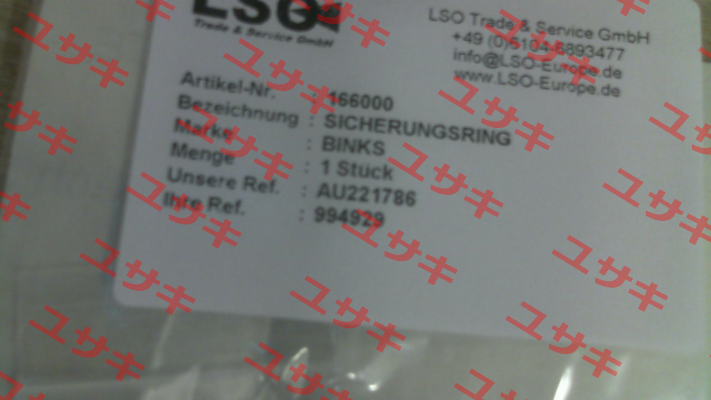 LSO
Trade & Service GmbH
LSO Trade & Service GmbH
+49 (0)5104-6893477
info@LSO-Europe.de
www.LSO-Europe.de
Artikel-Nr. : 166000
Bezeichnung : SICHERUNGSRING
Marke : BINKS
Menge : 1 Stück
Unsere Ref. : AU221786
Ihre Ref. : 994929
ユサキ